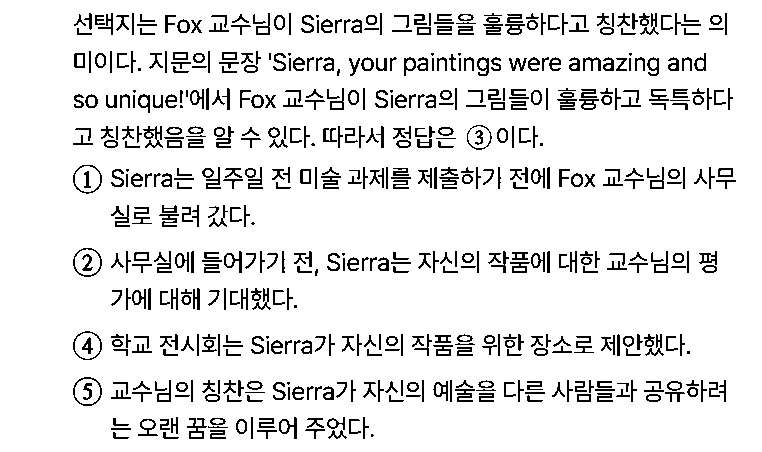 선택지는 Fox 교수님이 Sierra의 그림들을 훌륭하다고 칭찬했다는 의
미이다. 지문의 문장 'Sierra, your paintings were amazing and
so unique!'에서 Fox 교수님이 Sierra의 그림들이 훌륭하고 독특하다
고 칭찬했음을 알 수 있다. 따라서 정답은 ③이다.
① Sierra는 일주일 전 미술 과제를 제출하기 전에 Fox 교수님의 사무
실로 불려 갔다.
② 사무실에 들어가기 전, Sierra는 자신의 작품에 대한 교수님의 평
가에 대해 기대했다.
④ 학교 전시회는 Sierra가 자신의 작품을 위한 장소로 제안했다.
⑤ 교수님의 칭찬은 Sierra가 자신의 예술을 다른 사람들과 공유하려
는 오랜 꿈을 이루어 주었다.